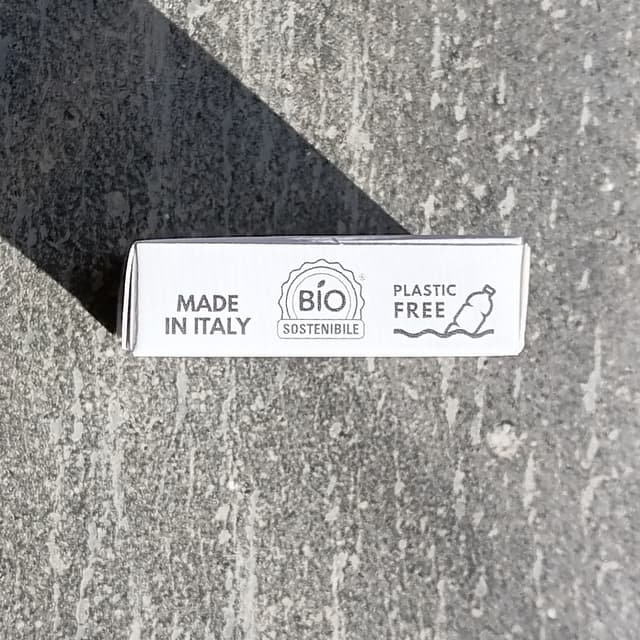 MADE
IN ITALY
BIO
SOSTENIBILE
®
PLASTIC
FREE